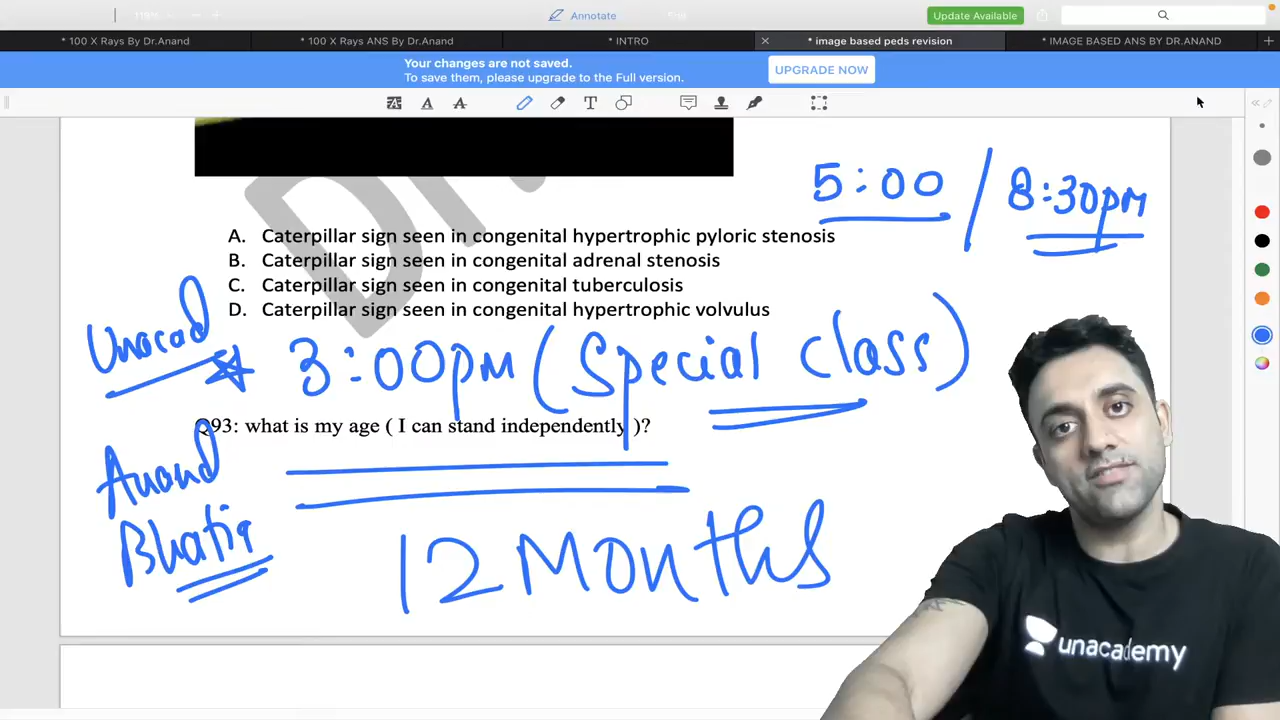 119%
Annotate
5:19
Update Available
* 100 X Rays By Dr.Anand
* 100 X Rays ANS By Dr.Anand
* INTRO
* image based peds revision
* IMAGE BASED ANS BY DR.ANAND
Your changes are not saved.
To save them, please upgrade to the Full version.
UPGRADE NOW
5:00 / 8:30pm
A. Caterpillar sign seen in congenital hypertrophic pyloric stenosis
B. Caterpillar sign seen in congenital adrenal stenosis
C. Caterpillar sign seen in congenital tuberculosis
D. Caterpillar sign seen in congenital hypertrophic volvulus
Unacad
3:00pm (Special class)
Q93: what is my age ( I can stand independently )?
Anand
Bhatia
12 Months
unacademy